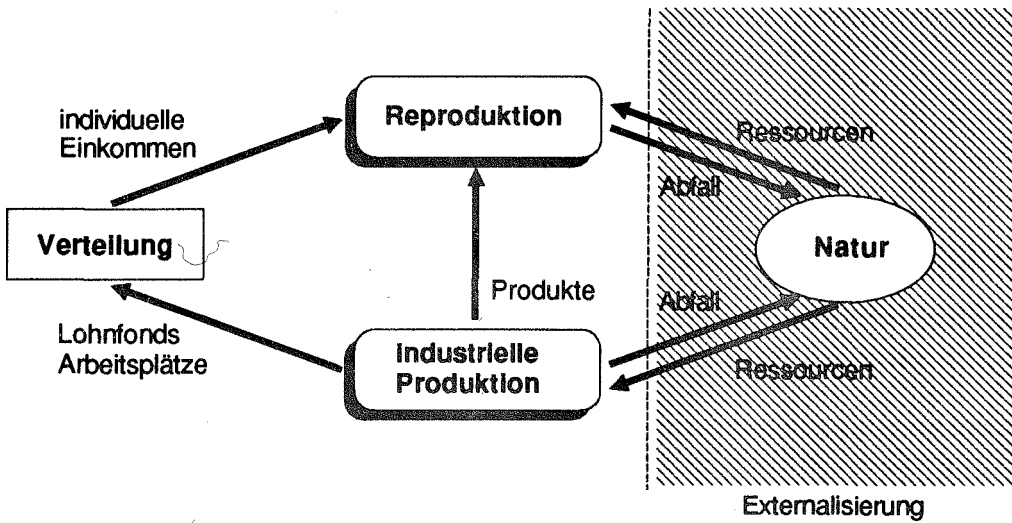 Reproduktion
individuelle
Einkommen
Ressourcen
Abfall
Verteilung
Natur
Produkte
Abfall
Lohnfonds
Arbeitsplätze
industrielle
Produktion
Ressourcen
Externalisierung